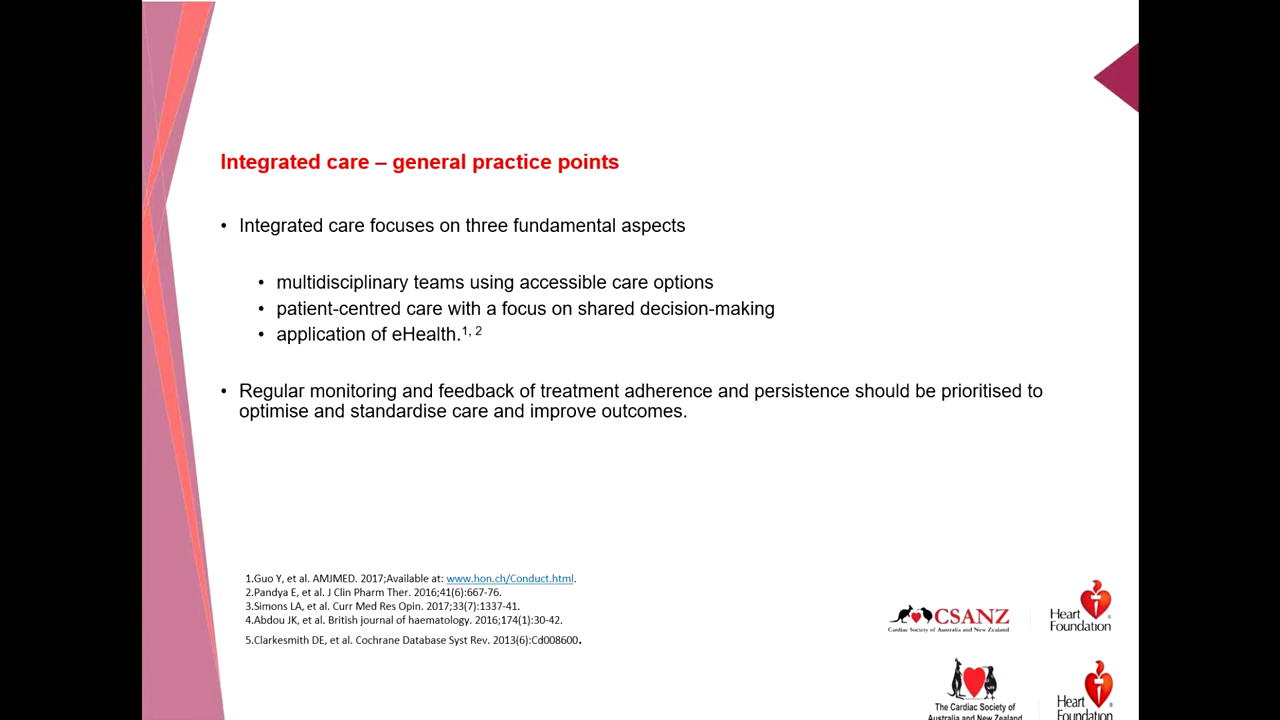 Integrated care – general practice points
• Integrated care focuses on three fundamental aspects
• multidisciplinary teams using accessible care options
• patient-centred care with a focus on shared decision-making
• application of eHealth.1, 2
• Regular monitoring and feedback of treatment adherence and persistence should be prioritised to
optimise and standardise care and improve outcomes.
1.Guo Y, et al. AMJMED. 2017;Available at: www.hon.ch/Conduct.html.
2.Pandya E, et al. J Clin Pharm Ther. 2016;41(6):667-76.
3.Simons LA, et al. Curr Med Res Opin. 2017;33(7):1337-41.
4.Abdou JK, et al. British journal of haematology. 2016;174(1):30-42.
5.Clarkesmith DE, et al. Cochrane Database Syst Rev. 2013(6):Cd008600.
CSANZ
Cardiac Society of Australia and New Zealand
Heart
Foundation
The Cardiac Society of
Australia and New Zealand
Heart
Foundation